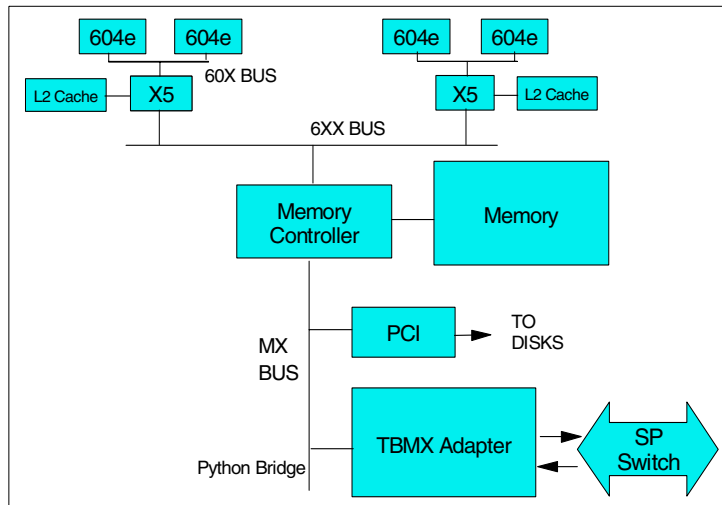 604e
604e
604e
604e
60X BUS
L2 Cache
X5
X5
L2 Cache
6XX BUS
Memory
Controller
Memory
PCI
TO
DISKS
MX
BUS
TBMX Adapter
SP
Switch
Python Bridge